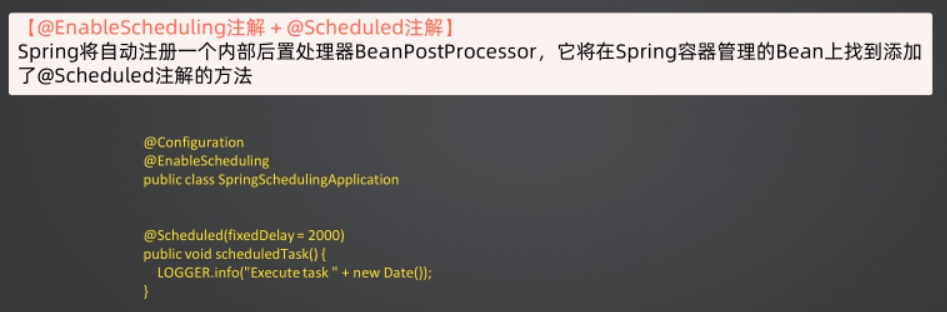 【@EnableScheduling注解 + @Scheduled注解】
Spring将自动注册一个内部后置处理器BeanPostProcessor，它将在Spring容器管理的Bean上找到添加
了@Scheduled注解的方法
@Configuration
@EnableScheduling
public class SpringSchedulingApplication
@Scheduled(fixedDelay = 2000)
public void scheduledTask() {
LOGGER.info("Execute task " + new Date());
}